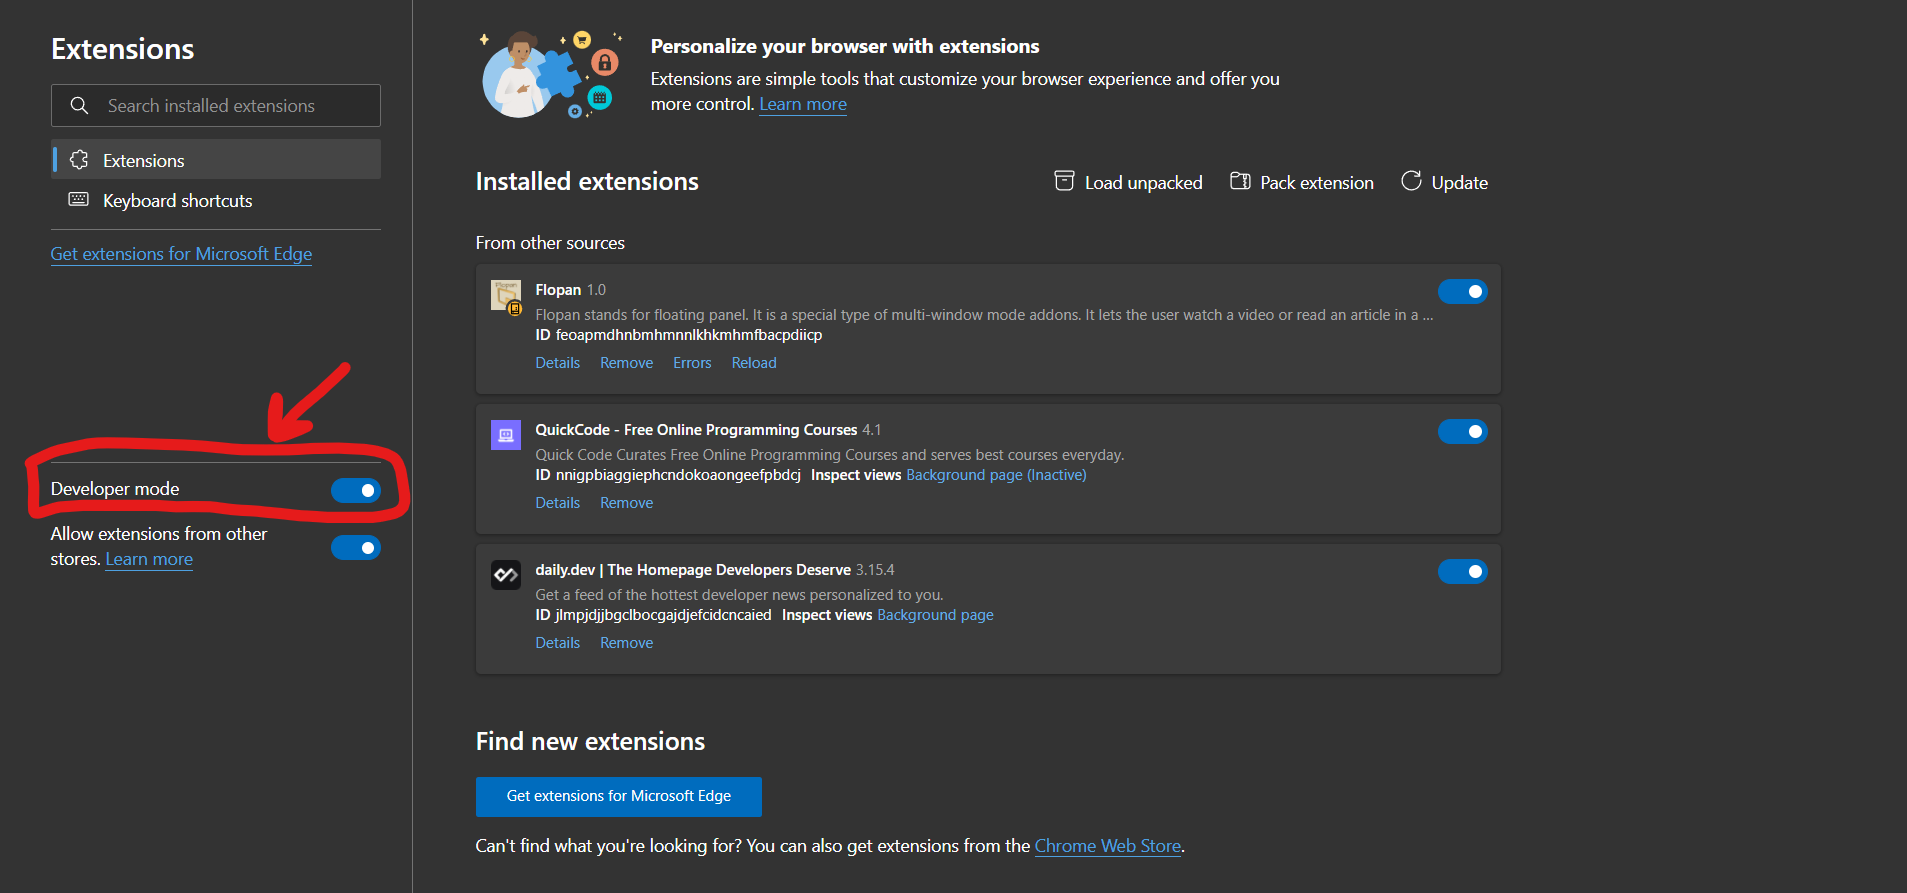 Extensions
Search installed extensions
Extensions
Keyboard shortcuts
Get extensions for Microsoft Edge
Developer mode
Allow extensions from other
stores. Learn more
Personalize your browser with extensions
Extensions are simple tools that customize your browser experience and offer you
more control. Learn more
Installed extensions
Load unpacked
Pack extension
Update
From other sources
Flopan
Flopan 1.0
Flopan stands for floating panel. It is a special type of multi-window mode addons. It lets the user watch a video or read an article in a ...
ID feoapmdhnbmhmnnlkhkmhmfbacpdiicp
Details Remove Errors Reload
QuickCode - Free Online Programming Courses 4.1
Quick Code Curates Free Online Programming Courses and serves best courses everyday.
ID nnigpbiaggiephcndokoaongeefpbdcj Inspect views Background page (Inactive)
Details Remove
daily.dev | The Homepage Developers Deserve 3.15.4
Get a feed of the hottest developer news personalized to you.
ID jlmpjdjjbgclbocgajdjefcidcncaied Inspect views Background page
Details Remove
Find new extensions
Get extensions for Microsoft Edge
Can't find what you're looking for? You can also get extensions from the Chrome Web Store.